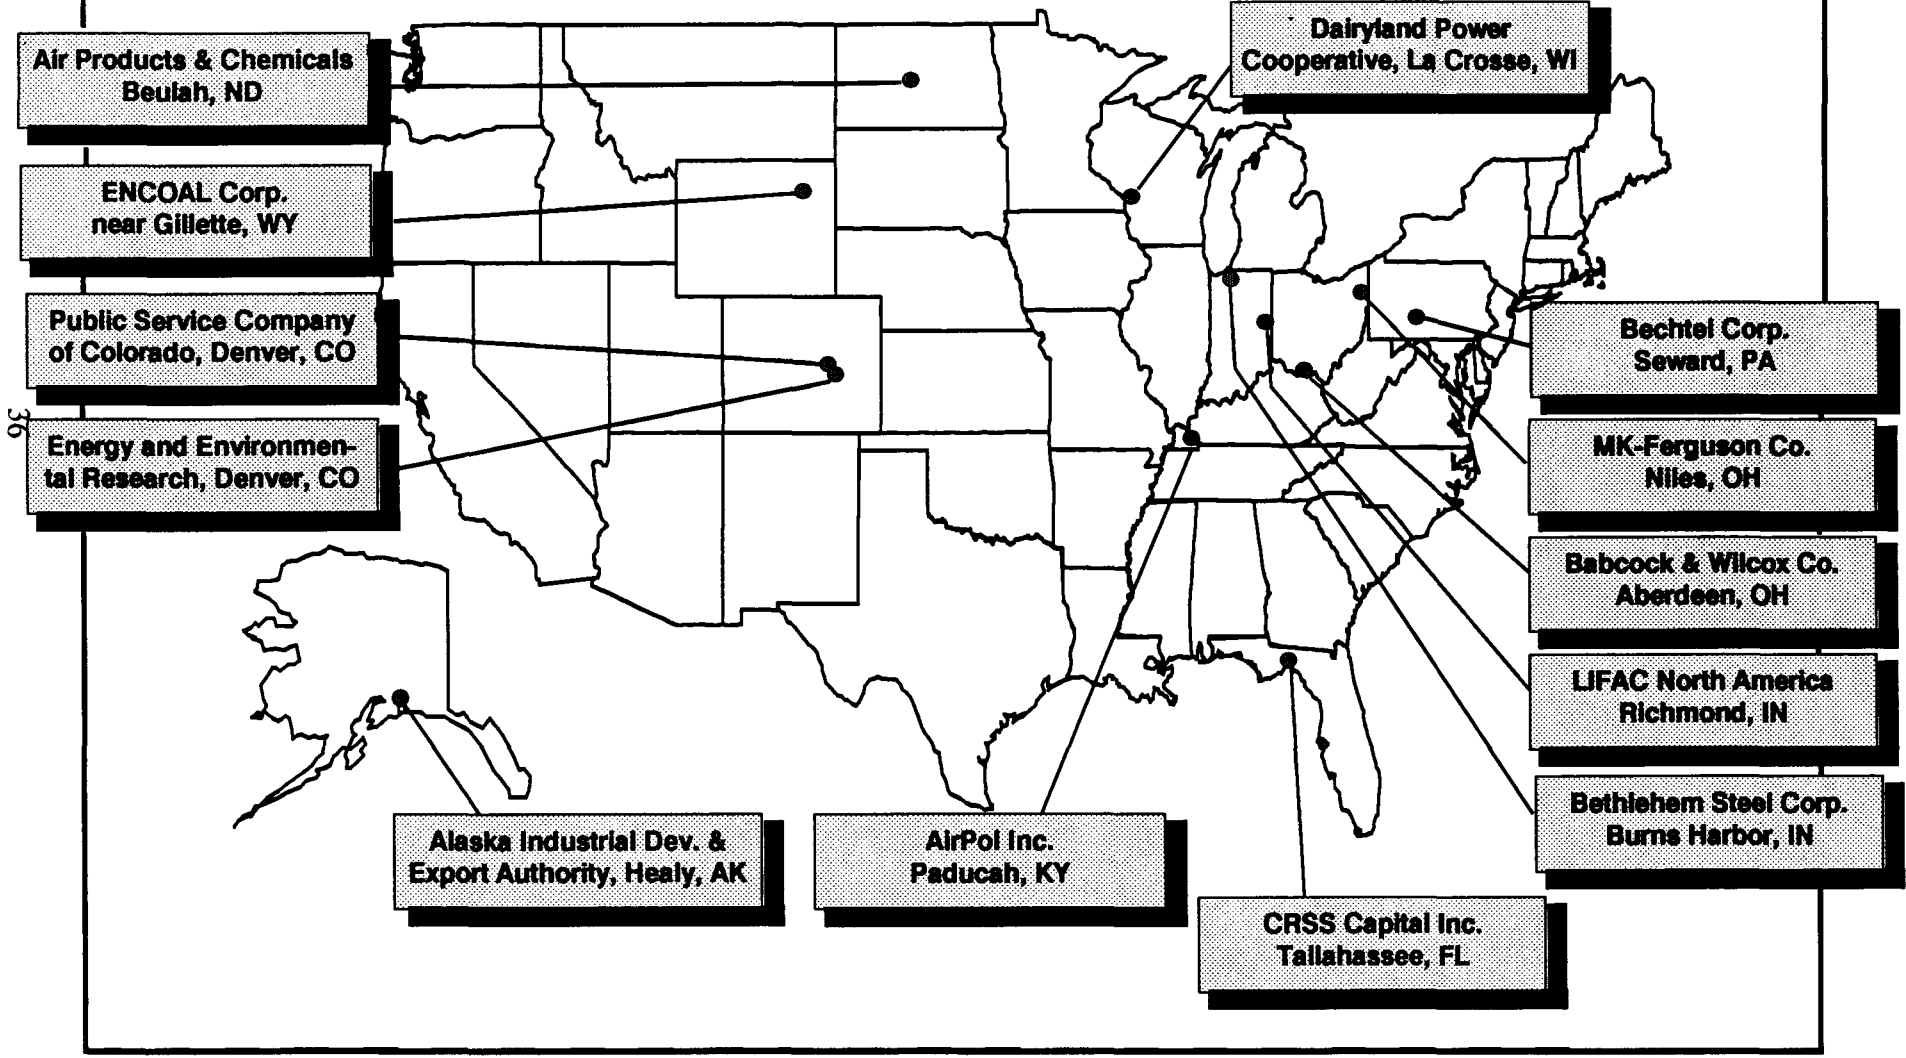 Dairyland Power
Cooperative, La Crosse, WI
Air Products & Chemicals
Beulah, ND
ENCOAL Corp.
near Gillette, WY
Public Service Company
of Colorado, Denver, CO
Energy and Environmen-
tal Research, Denver, CO
36
Bechtel Corp.
Seward, PA
MK-Ferguson Co.
Niles, OH
Babcock & Wilcox Co.
Aberdeen, OH
LIFAC North America
Richmond, IN
Bethlehem Steel Corp.
Burns Harbor, IN
Alaska Industrial Dev. &
Export Authority, Healy, AK
AirPol Inc.
Paducah, KY
CRSS Capital Inc.
Tallahassee, FL